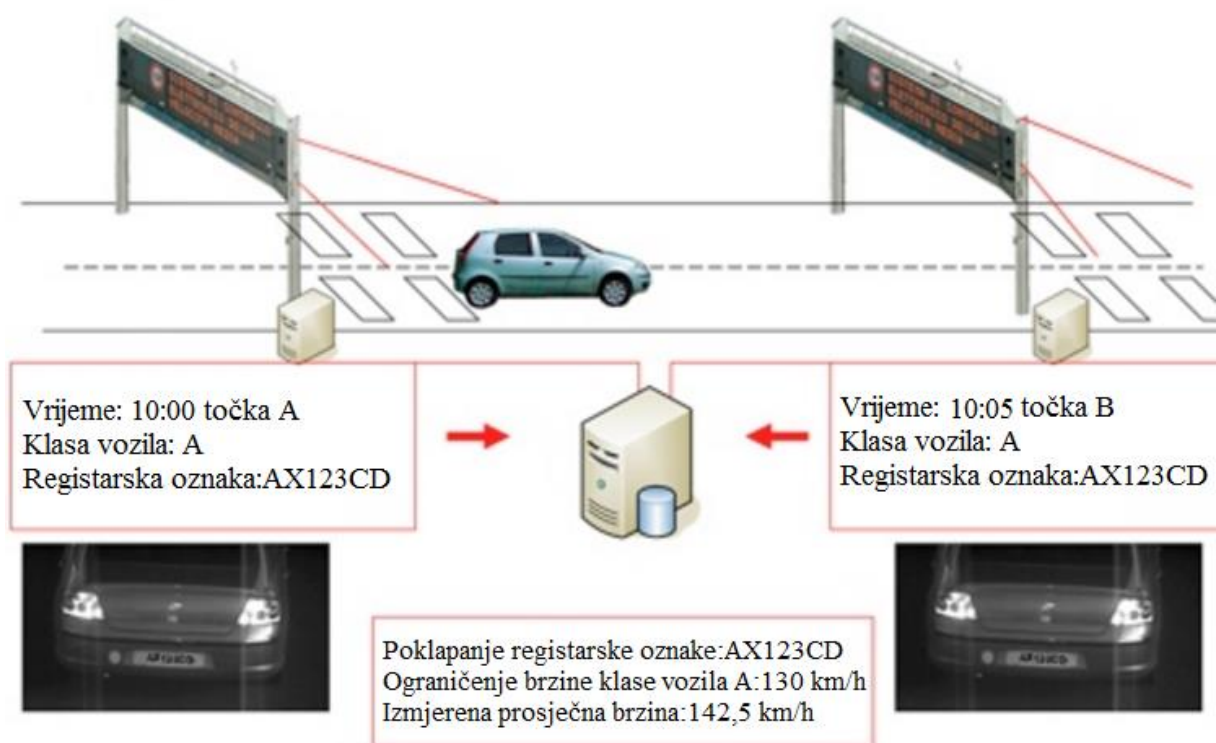 Vrijeme: 10:00 točka A
Klasa vozila: A
Registarska oznaka:AX123CD
Vrijeme: 10:05 točka B
Klasa vozila: A
Registarska oznaka:AX123CD
Poklapanje registarske oznake:AX123CD
Ograničenje brzine klase vozila A:130 km/h
Izmjerena prosječna brzina:142,5 km/h